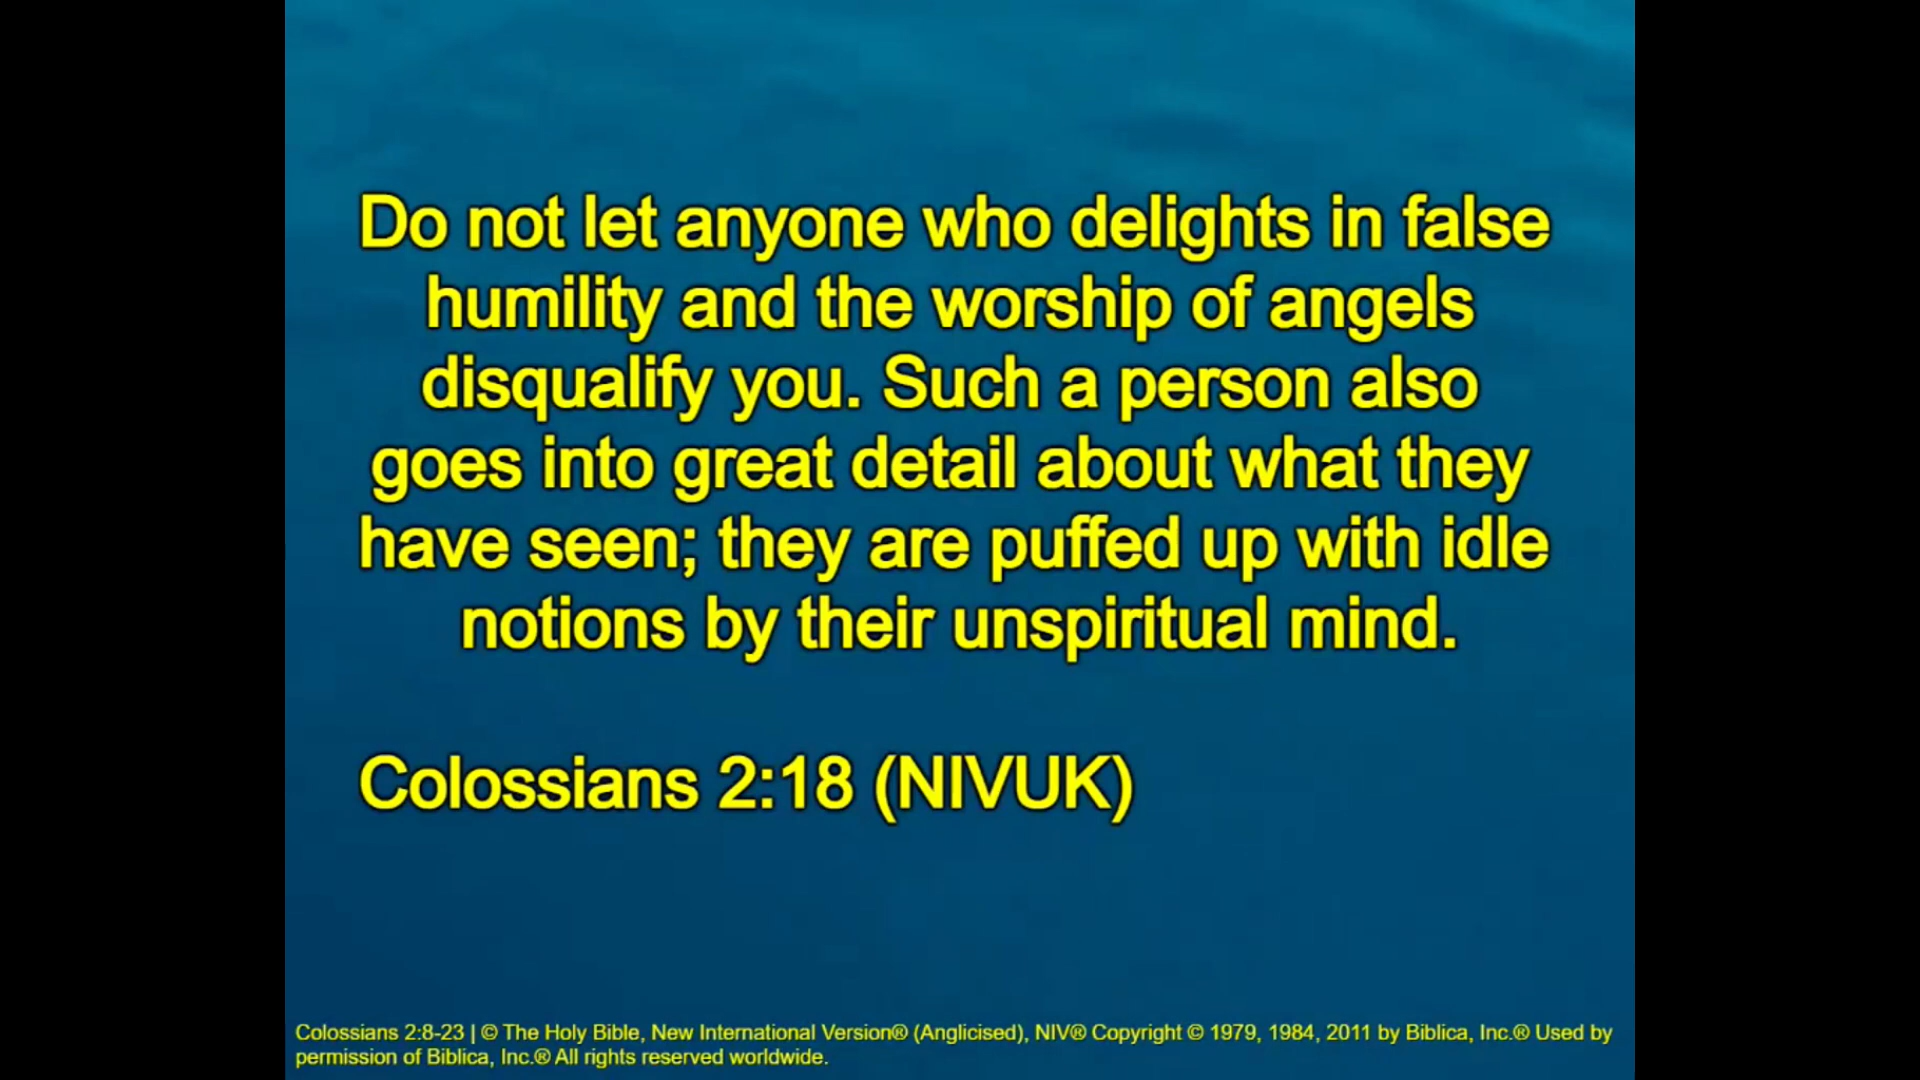 Do not let anyone who delights in false
humility and the worship of angels
disqualify you. Such a person also
goes into great detail about what they
have seen; they are puffed up with idle
notions by their unspiritual mind.
Colossians 2:18 (NIVUK)
Colossians 2:8-23 | © The Holy Bible, New International Version® (Anglicised), NIV® Copyright © 1979, 1984, 2011 by Biblica, Inc.® Used by
permission of Biblica, Inc.® All rights reserved worldwide.